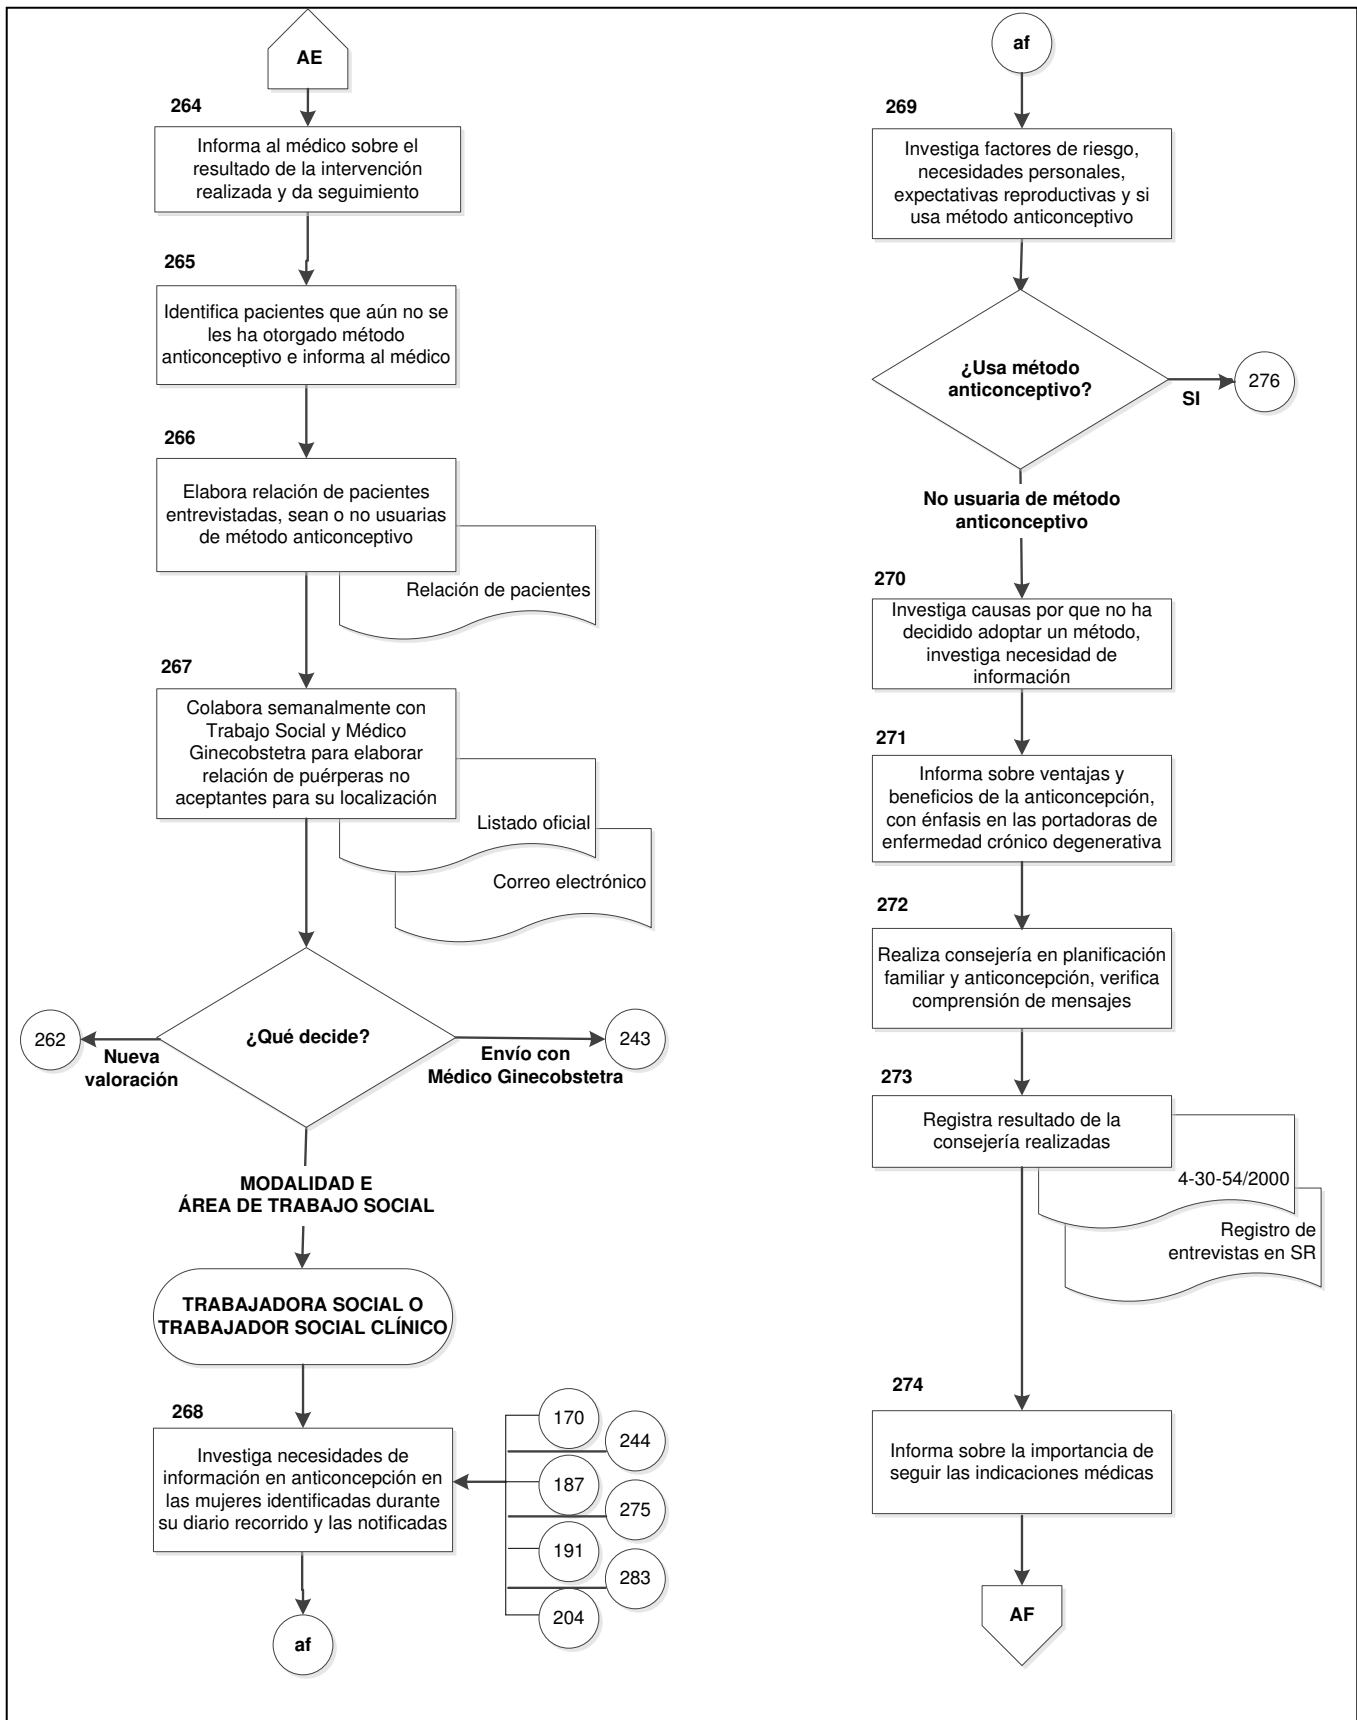 AE
264
Informa al médico sobre el
resultado de la intervención
realizada y da seguimiento
265
Identifica pacientes que aún no se
les ha otorgado método
anticonceptivo e informa al médico
266
Elabora relación de pacientes
entrevistadas, sean o no usuarias
de método anticonceptivo
Relación de pacientes
267
Colabora semanalmente con
Trabajo Social y Médico
Ginecobstetra para elaborar
relación de puérperas no
aceptantes para su localización
Listado oficial
Correo electrónico
¿Qué decide?
262
Nueva
valoración
243
Envío con
Médico Ginecobstetra
MODALIDAD E
ÁREA DE TRABAJO SOCIAL
TRABAJADORA SOCIAL O
TRABAJADOR SOCIAL CLÍNICO
268
Investiga necesidades de
información en anticoncepción en
las mujeres identificadas durante
su diario recorrido y las notificadas
170
244
187
275
191
283
204
af
af
269
Investiga factores de riesgo,
necesidades personales,
expectativas reproductivas y si
usa método anticonceptivo
¿Usa método
anticonceptivo?
SI
276
No usuaria de método
anticonceptivo
270
Investiga causas por que no ha
decidido adoptar un método,
investiga necesidad de
información
271
Informa sobre ventajas y
beneficios de la anticoncepción,
con énfasis en las portadoras de
enfermedad crónico degenerativa
272
Realiza consejería en planificación
familiar y anticoncepción, verifica
comprensión de mensajes
273
Registra resultado de la
consejería realizadas
4-30-54/2000
Registro de
entrevistas en SR
274
Informa sobre la importancia de
seguir las indicaciones médicas
AF